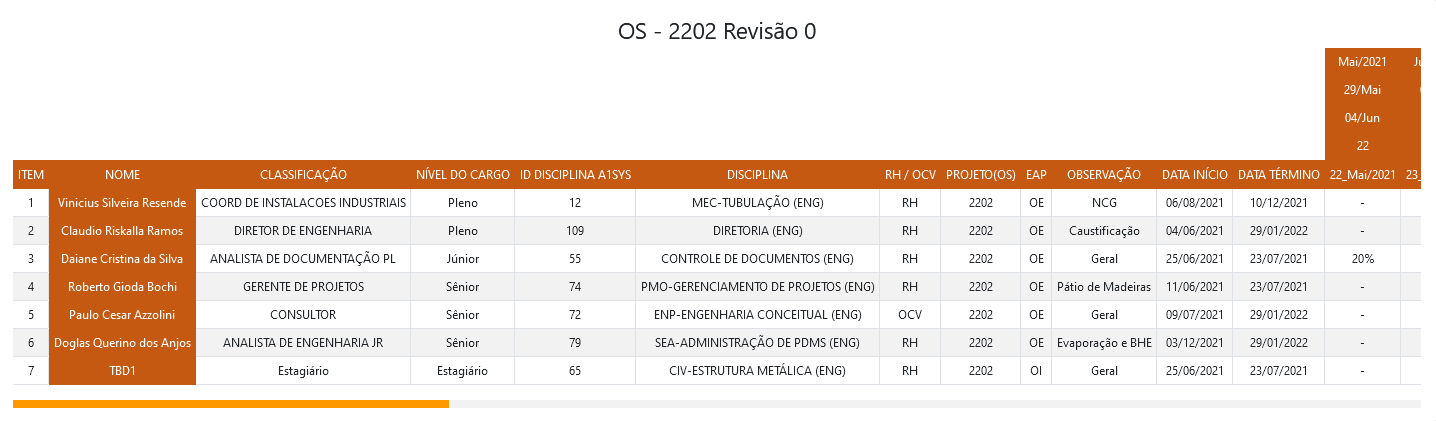 OS - 2202 Revisão 0
Mai/2021
29/Mai
04/Jun
22
ITEM NOME CLASSIFICAÇÃO NÍVEL DO CARGO ID DISCIPLINA A1SYS DISCIPLINA RH / OCV PROJETO(OS) EAP OBSERVAÇÃO DATA INÍCIO DATA TÉRMINO 22_Mai/2021
1 Vinicius Silveira Resende COORD DE INSTALACOES INDUSTRIAIS Pleno 12 MEC-TUBULAÇÃO (ENG) RH 2202 OE NCG 06/08/2021 10/12/2021 -
2 Claudio Riskalla Ramos DIRETOR DE ENGENHARIA Pleno 109 DIRETORIA (ENG) RH 2202 OE Caustificação 04/06/2021 29/01/2022 -
3 Daiane Cristina da Silva ANALISTA DE DOCUMENTAÇÃO PL Júnior 55 CONTROLE DE DOCUMENTOS (ENG) RH 2202 OE Geral 25/06/2021 23/07/2021 20%
4 Roberto Gioda Bochi GERENTE DE PROJETOS Sênior 74 PMO-GERENCIAMENTO DE PROJETOS (ENG) RH 2202 OE Pátio de Madeiras 11/06/2021 23/07/2021 -
5 Paulo Cesar Azzolini CONSULTOR Sênior 72 ENP-ENGENHARIA CONCEITUAL (ENG) OCV 2202 OE Geral 09/07/2021 29/01/2022 -
6 Doglas Querino dos Anjos ANALISTA DE ENGENHARIA JR Sênior 79 SEA-ADMINISTRAÇÃO DE PDMS (ENG) RH 2202 OE Evaporação e BHE 03/12/2021 29/01/2022 -
7 TBD1 Estagiário Estagiário 65 CIV-ESTRUTURA METÁLICA (ENG) RH 2202 OI Geral 25/06/2021 23/07/2021 -